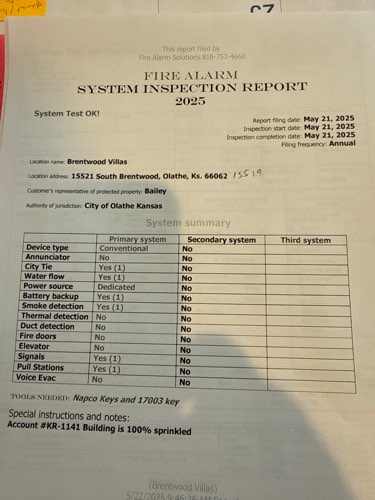 This report filed by
Fire Alarm Solutions 816-753-4660
FIRE ALARM
SYSTEM INSPECTION REPORT
2025
System Test OK!
Report filing date: May 21, 2025
Inspection start date: May 21, 2025
Inspection completion date: May 21, 2025
Filing frequency: Annual
Location name: Brentwood Villas
Location address: 15521 South Brentwood, Olathe, Ks. 66062 15519
Customer's representative of protected property: Bailey
Authority of Jurisdiction: City of Olathe Kansas
System summary
Primary system Secondary system Third system
Device type Conventional No
Annunciator No No
City Tie Yes (1) No
Water flow Yes (1) No
Power source Dedicated No
Battery backup Yes (1) No
Smoke detection Yes (1) No
Thermal detection No No
Duct detection No No
Fire doors No No
Elevator No No
Signals Yes (1) No
Pull Stations Yes (1) No
Voice Evac No No
TOOLS NEEDED: Napco Keys and 17003 key
Special instructions and notes:
Account #KR-1141 Building is 100% sprinkled
(Brentwood Villas)
5/22/2025 9:46:36 AM